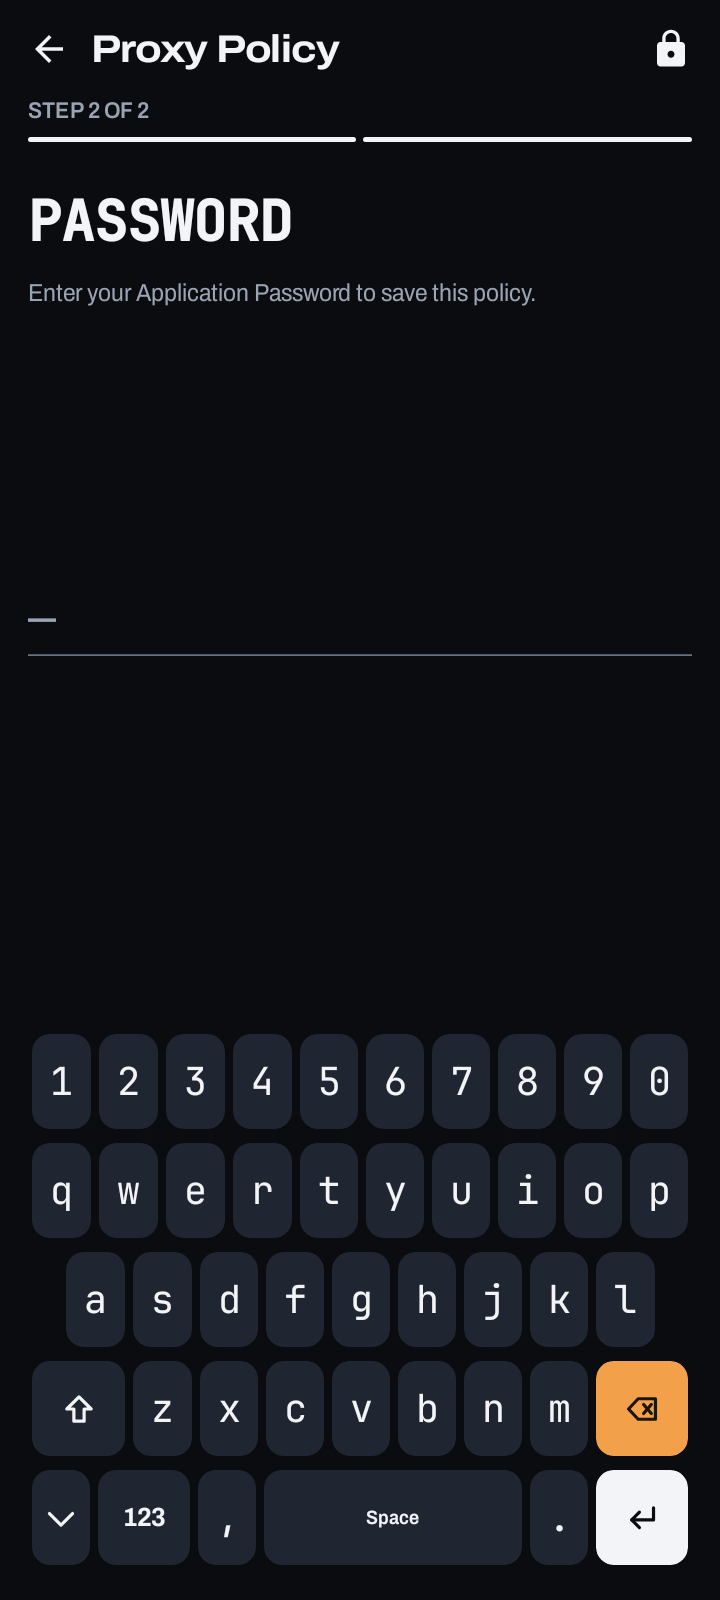 Proxy Policy
STEP 2 OF 2
PASSWORD
Enter your Application Password to save this policy.
1 2 3 4 5 6 7 8 9 0
q w e r t y u i o p
a s d f g h j k l
z x c v b n m
123 , Space .